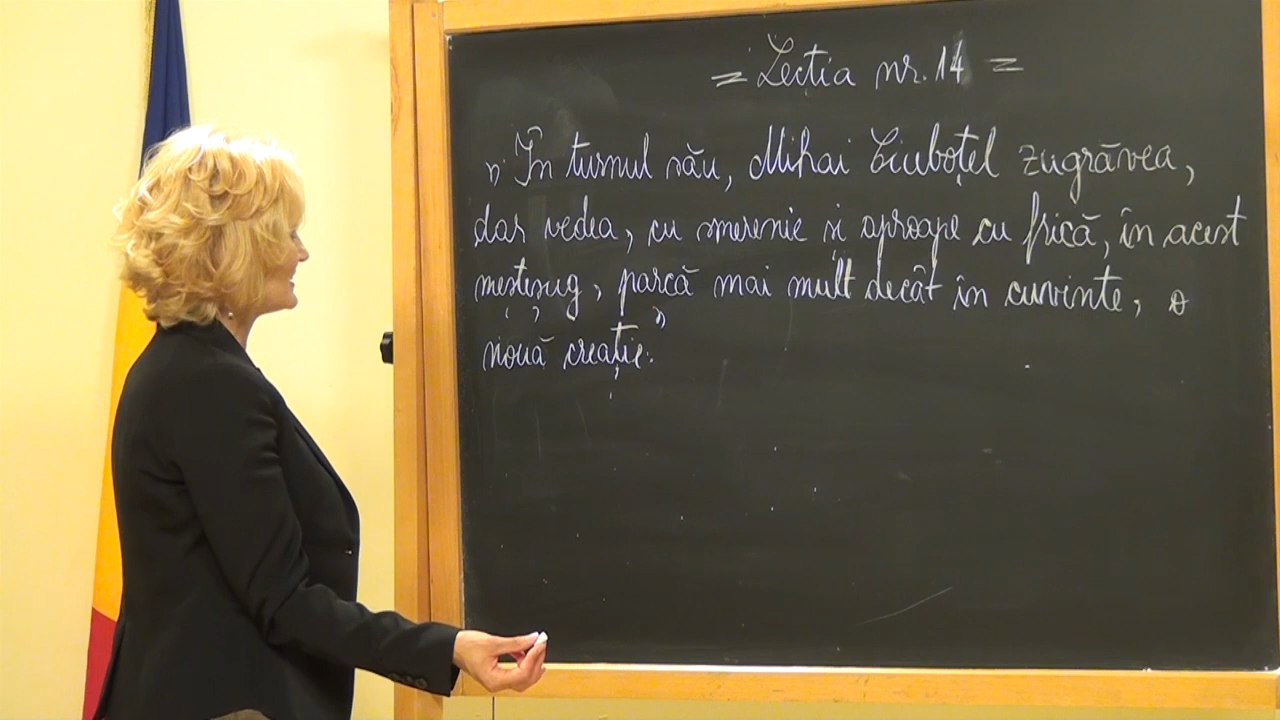 = Lecția nr. 14 =
„În turnul său, Mihai Ciuboțel zugrăvea,
dar vedea, cu smerenie și aproape cu frică, în acest
meșteșug, parcă mai mult decât în cuvinte, o
nouă creație.”